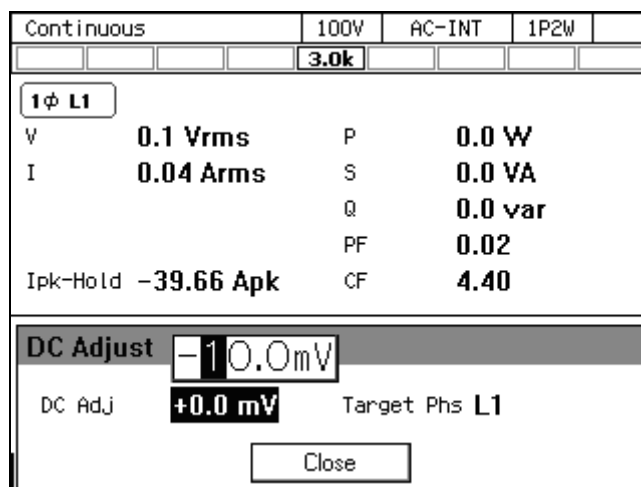 Continuous 100V AC-INT 1P2W
3.0k
1ϕ L1
V 0.1 Vrms P 0.0 W
I 0.04 Arms S 0.0 VA
Q 0.0 var
PF 0.02
Ipk-Hold -39.66 Apk CF 4.40
DC Adjust -10.0mV
DC Adj +0.0 mV Target Phs L1
Close